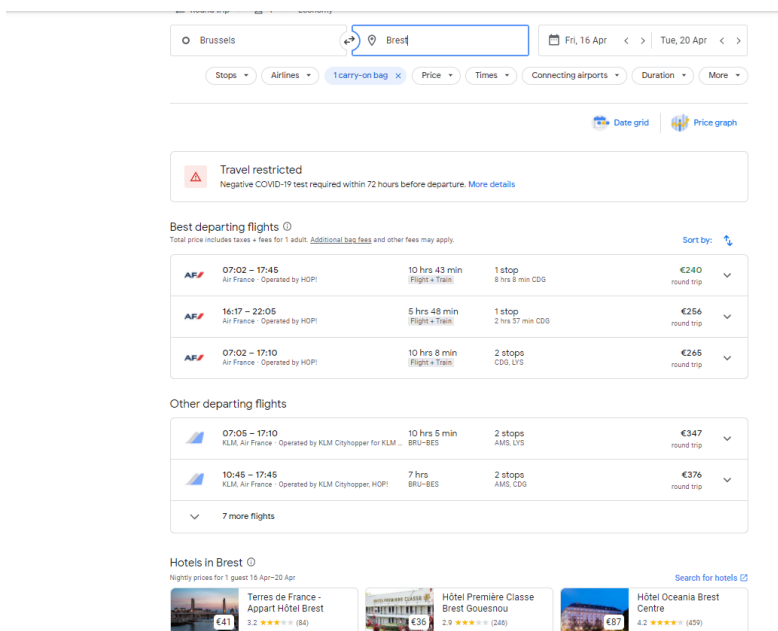 Round trip 1 Economy
Brussels Brest Fri, 16 Apr Tue, 20 Apr
Stops Airlines 1 carry-on bag Price Times Connecting airports Duration More
Date grid Price graph
Travel restricted
Negative COVID-19 test required within 72 hours before departure. More details
Best departing flights
Total price includes taxes + fees for 1 adult. Additional bag fees and other fees may apply. Sort by:
AF 07:02 – 17:45 10 hrs 43 min 1 stop €240
Air France · Operated by HOP! Flight + Train 8 hrs 8 min CDG round trip
AF 16:17 – 22:05 5 hrs 48 min 1 stop €256
Air France · Operated by HOP! Flight + Train 2 hrs 57 min CDG round trip
AF 07:02 – 17:10 10 hrs 8 min 2 stops €265
Air France · Operated by HOP! Flight + Train CDG, LYS round trip
Other departing flights
07:05 – 17:10 10 hrs 5 min 2 stops €347
KLM, Air France · Operated by KLM Cityhopper for KLM ... BRU–BES AMS, LYS round trip
10:45 – 17:45 7 hrs 2 stops €376
KLM, Air France · Operated by KLM Cityhopper, HOP! BRU–BES AMS, CDG round trip
7 more flights
Hotels in Brest
Nightly prices for 1 guest 16 Apr–20 Apr Search for hotels
Terres de France - Hôtel Première Classe Hôtel Oceania Brest
Appart Hôtel Brest Brest Gouesnou Centre
€41 3.2 (84) €36 2.9 (246) €87 4.2 (459)